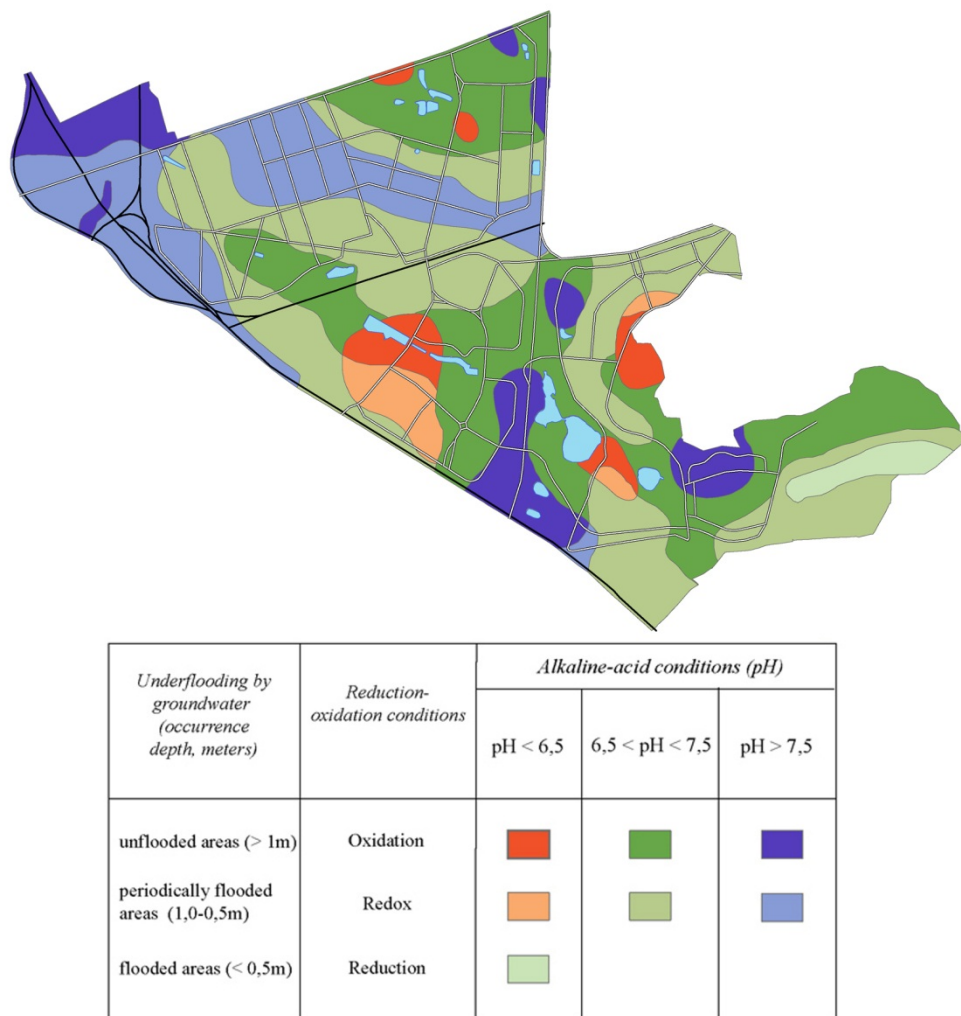 Underflooding by
groundwater
(occurrence
depth, meters)
Reduction-
oxidation conditions
Alkaline-acid conditions (pH)
pH < 6,5
6,5 < pH < 7,5
pH > 7,5
unflooded areas (> 1m)
Oxidation
periodically flooded
areas (1,0-0,5m)
Redox
flooded areas (< 0,5m)
Reduction